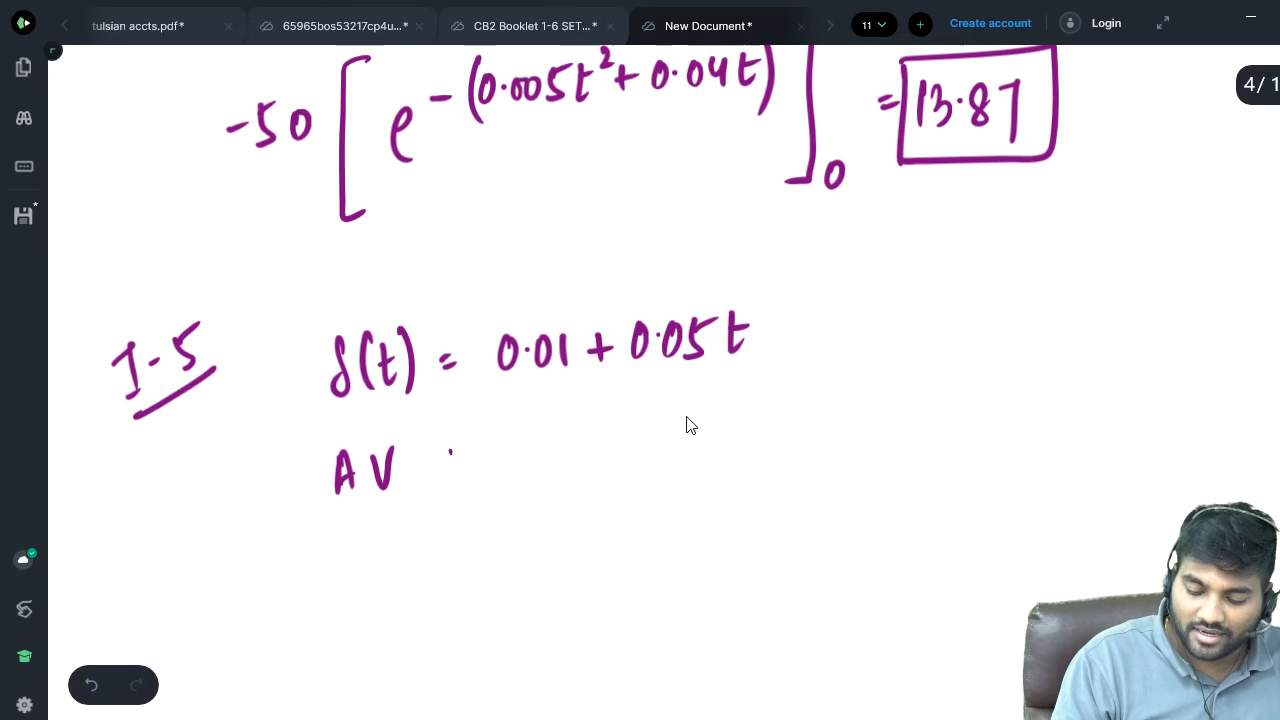 tulsian accts.pdf*
65965bos53217cp4u...*
CB2 Booklet 1-6 SET...*
New Document*
11
Create account
Login
4/1
-50 [ e^-(0.005t²+0.04t) ]₀ = 13.87
I-5 δ(t) = 0.01 + 0.05t
AV